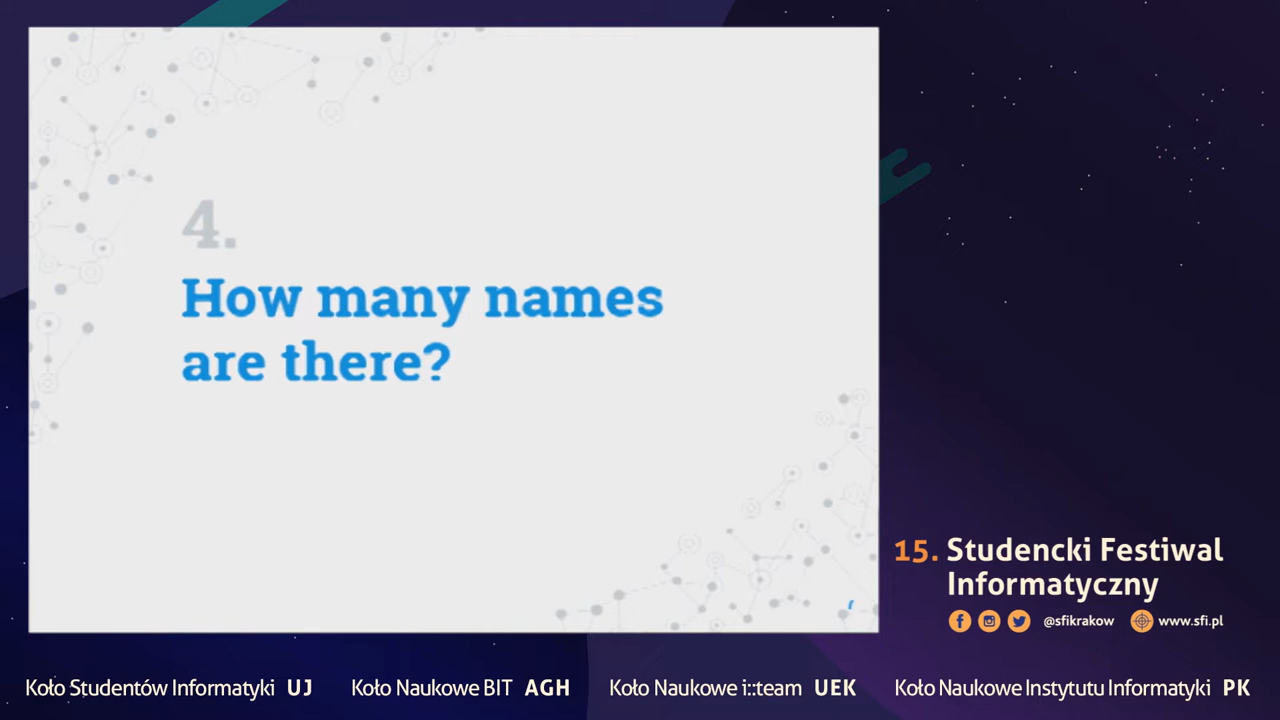 4.
How many names
are there?
15. Studencki Festiwal
Informatyczny
@sfikrakow www.sfi.pl
Koło Studentów Informatyki UJ Koło Naukowe BIT AGH Koło Naukowe i::team UEK Koło Naukowe Instytutu Informatyki PK